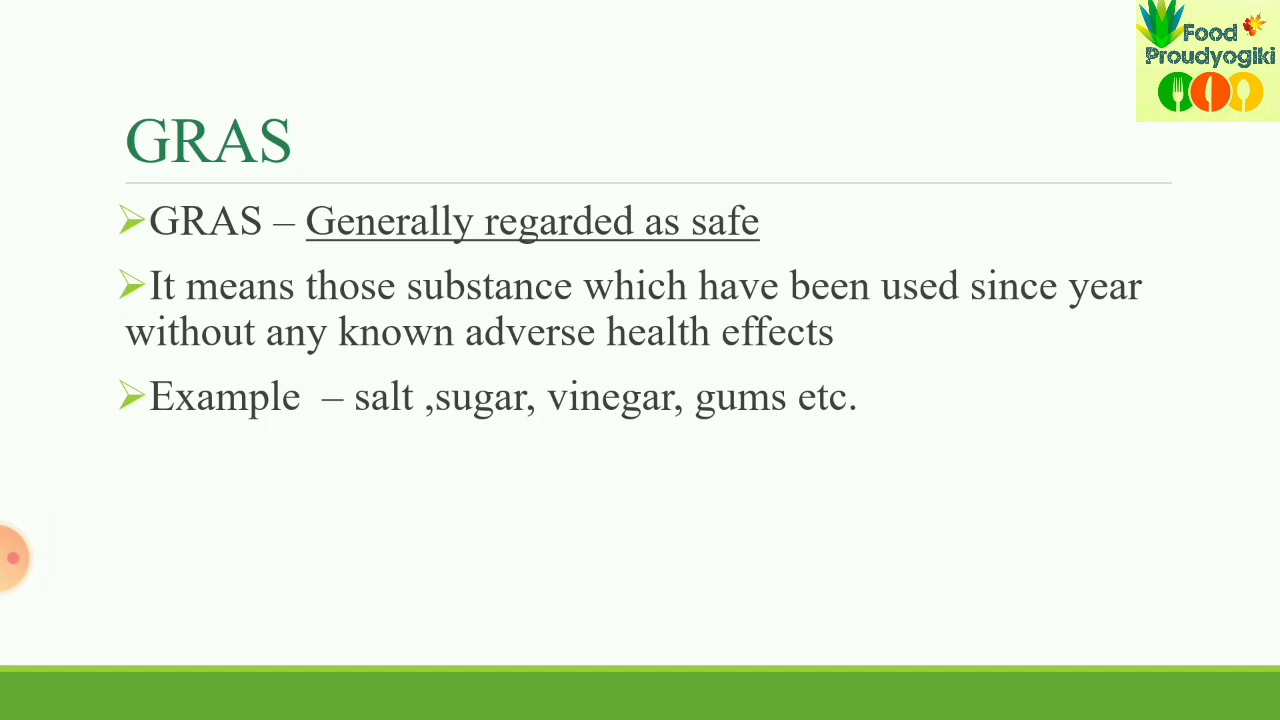 Food
Proudyogiki
GRAS
➢GRAS – Generally regarded as safe
➢It means those substance which have been used since year
without any known adverse health effects
➢Example – salt ,sugar, vinegar, gums etc.